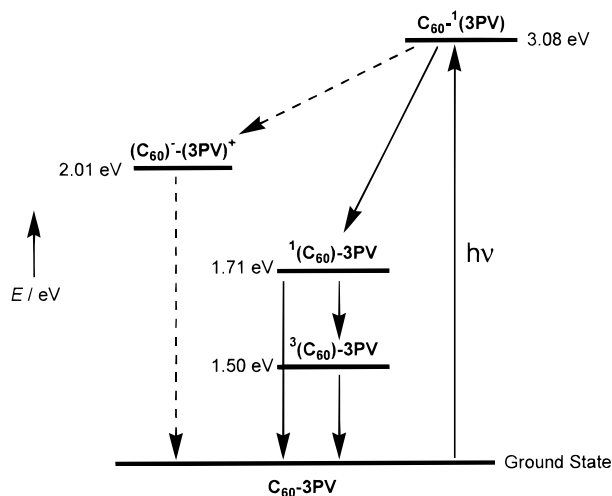 C60-1(3PV)
3.08 eV
(C60)--(3PV)+
2.01 eV
1(C60)-3PV
1.71 eV
hν
E / eV
3(C60)-3PV
1.50 eV
Ground State
C60-3PV